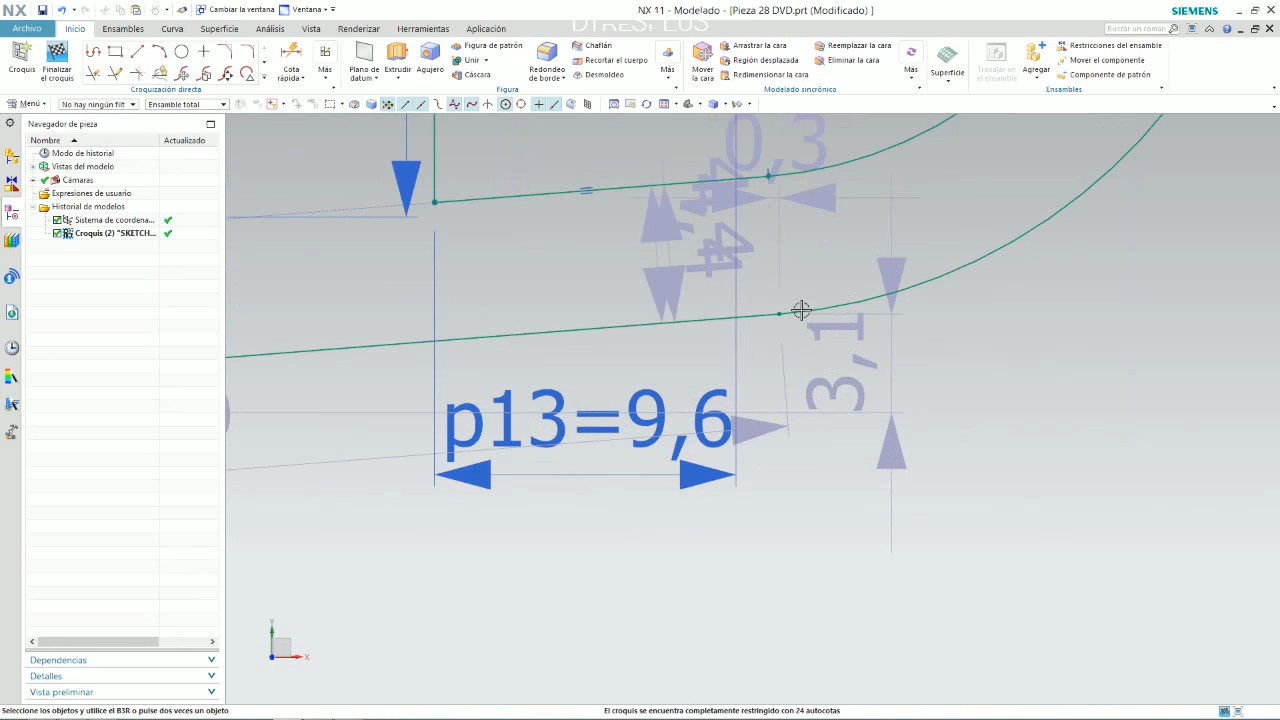 NX
Cambiar la ventana
Ventana
NX 11 - Modelado - [Pieza 28 DVD.prt (Modificado) ]
SIEMENS
DTRESPLUS
Archivo
Inicio
Ensambles
Curva
Superficie
Análisis
Vista
Renderizar
Herramientas
Aplicación
Buscar un coman
Croquis
Finalizar
el croquis
Croquización directa
Cota
rápida
Más
Plano de
datum
Extrudir
Agujero
Figura de patrón
Unir
Cáscara
Redondeo
de borde
Chaflán
Recortar el cuerpo
Desmoldeo
Más
Figura
Mover
la cara
Arrastrar la cara
Región desplazada
Redimensionar la cara
Reemplazar la cara
Eliminar la cara
Más
Modelado sincrónico
Superficie
Trabajar en
el ensamble
Agregar
Restricciones del ensamble
Mover el componente
Componente de patrón
Ensambles
Menú
No hay ningún filt
Ensamble total
Navegador de pieza
Nombre
Actualizado
Modo de historial
Vistas del modelo
Cámaras
Expresiones de usuario
Historial de modelos
Sistema de coordena...
Croquis (2) "SKETCH...
Dependencias
Detalles
Vista preliminar
0,3
3,1
p13=9,6
Y
X
Seleccione los objetos y utilice el B3R o pulse dos veces un objeto
El croquis se encuentra completamente restringido con 24 autocotas